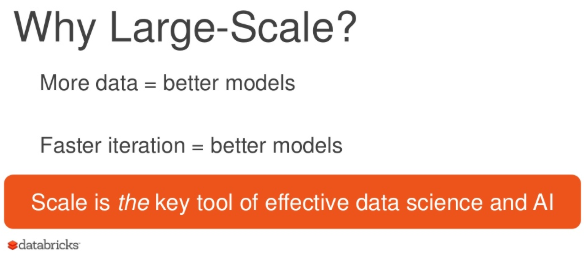 Why Large-Scale?
More data = better models
Faster iteration = better models
Scale is the key tool of effective data science and AI
databricks